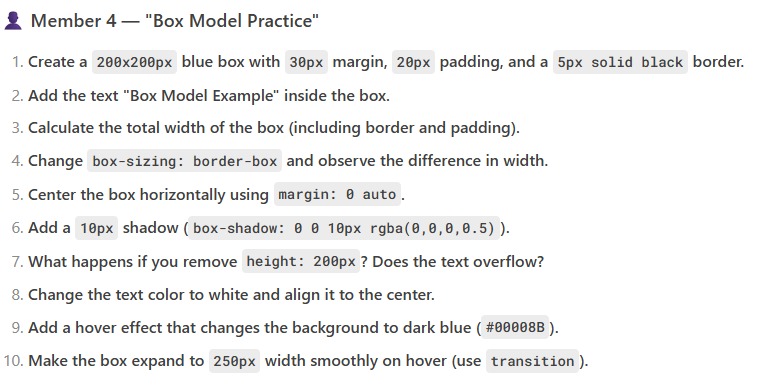 Member 4 — "Box Model Practice"
1. Create a 200x200px blue box with 30px margin, 20px padding, and a 5px solid black border.
2. Add the text "Box Model Example" inside the box.
3. Calculate the total width of the box (including border and padding).
4. Change box-sizing: border-box and observe the difference in width.
5. Center the box horizontally using margin: 0 auto.
6. Add a 10px shadow (box-shadow: 0 0 10px rgba(0,0,0,0.5)).
7. What happens if you remove height: 200px? Does the text overflow?
8. Change the text color to white and align it to the center.
9. Add a hover effect that changes the background to dark blue (#00008B).
10. Make the box expand to 250px width smoothly on hover (use transition).